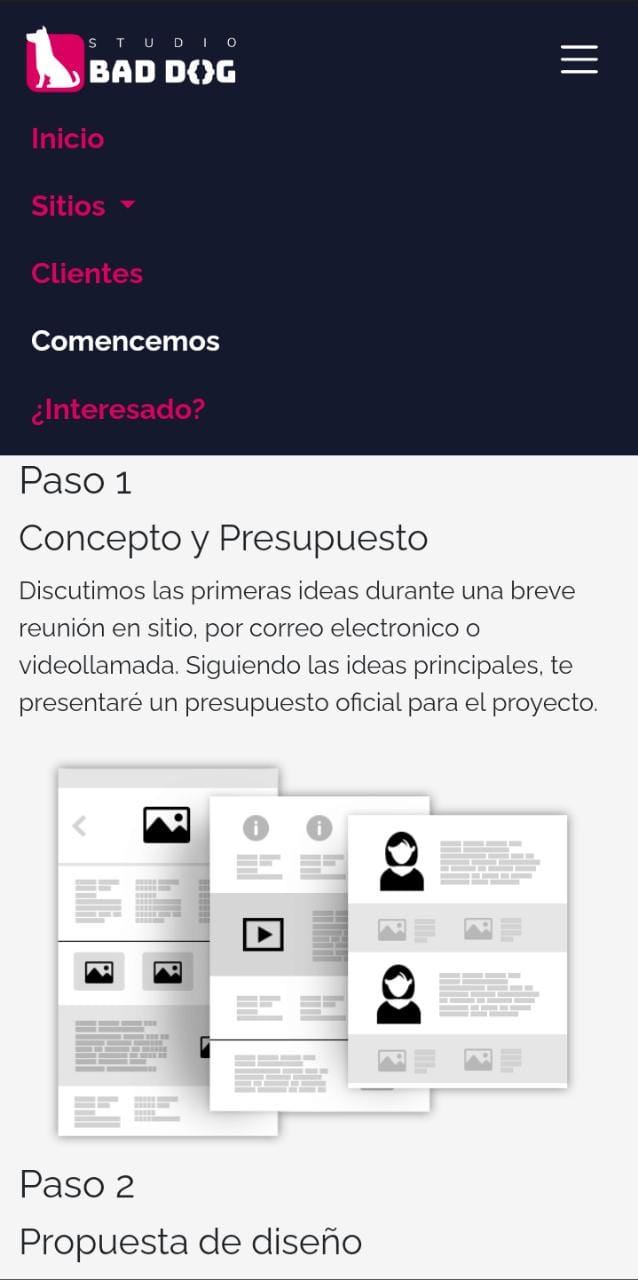 STUDIO
BAD DOG
Inicio
Sitios
Clientes
Comencemos
¿Interesado?
Paso 1
Concepto y Presupuesto
Discutimos las primeras ideas durante una breve
reunión en sitio, por correo electronico o
videollamada. Siguiendo las ideas principales, te
presentaré un presupuesto oficial para el proyecto.
Paso 2
Propuesta de diseño